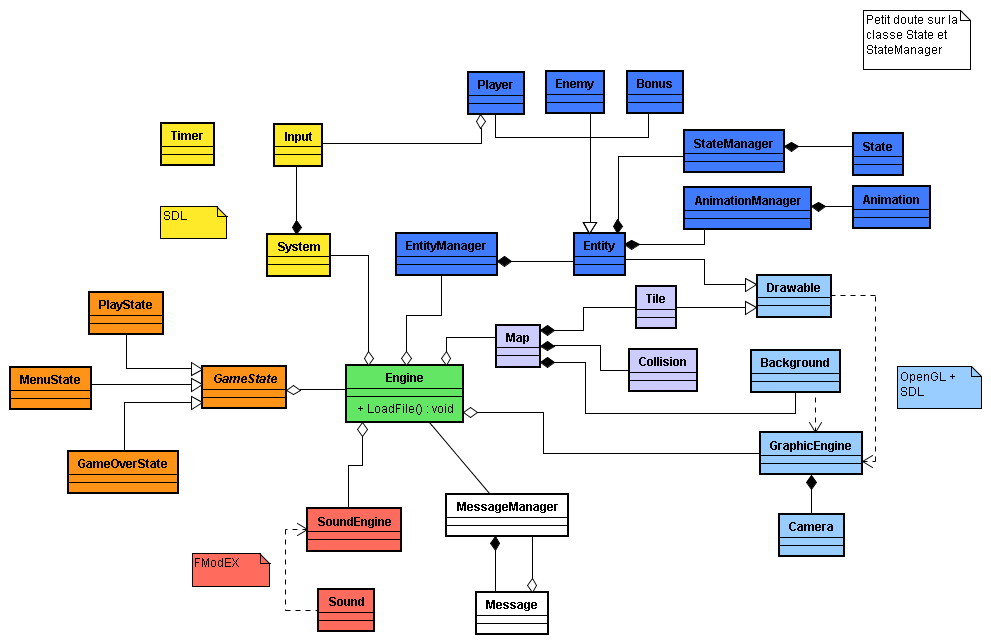 Petit doute sur la
classe State et
StateManager
Player
Enemy
Bonus
Timer
Input
StateManager
State
AnimationManager
Animation
SDL
System
EntityManager
Entity
Drawable
PlayState
Tile
Map
Collision
Background
MenuState
GameState
Engine
+ LoadFile() : void
OpenGL +
SDL
GameOverState
GraphicEngine
MessageManager
SoundEngine
Camera
FModEX
Sound
Message